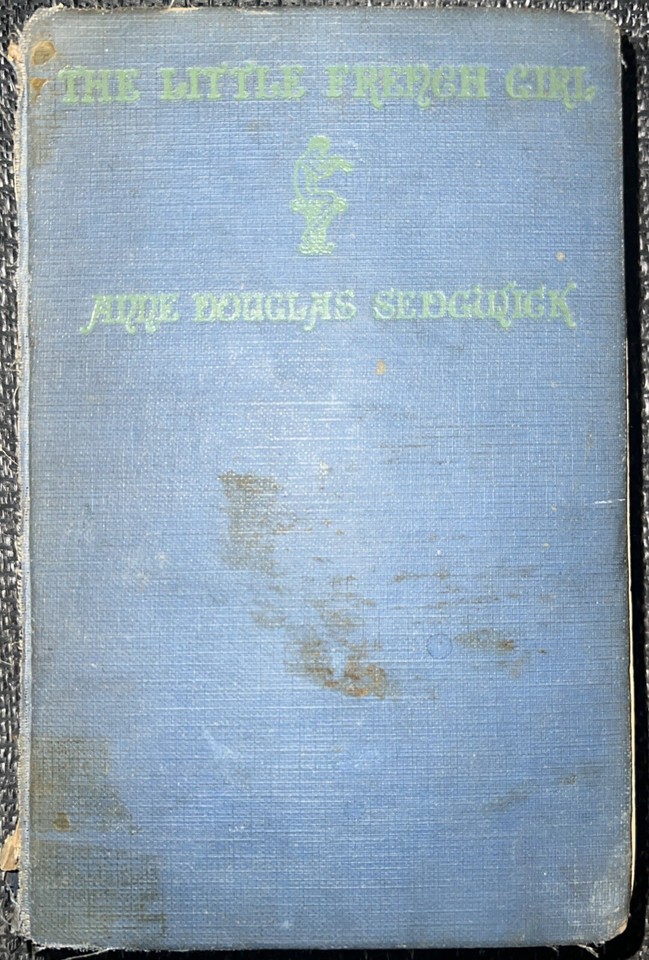 THE LITTLE FRENCH GIRL
ANNE DOUGLAS SEDGWICK